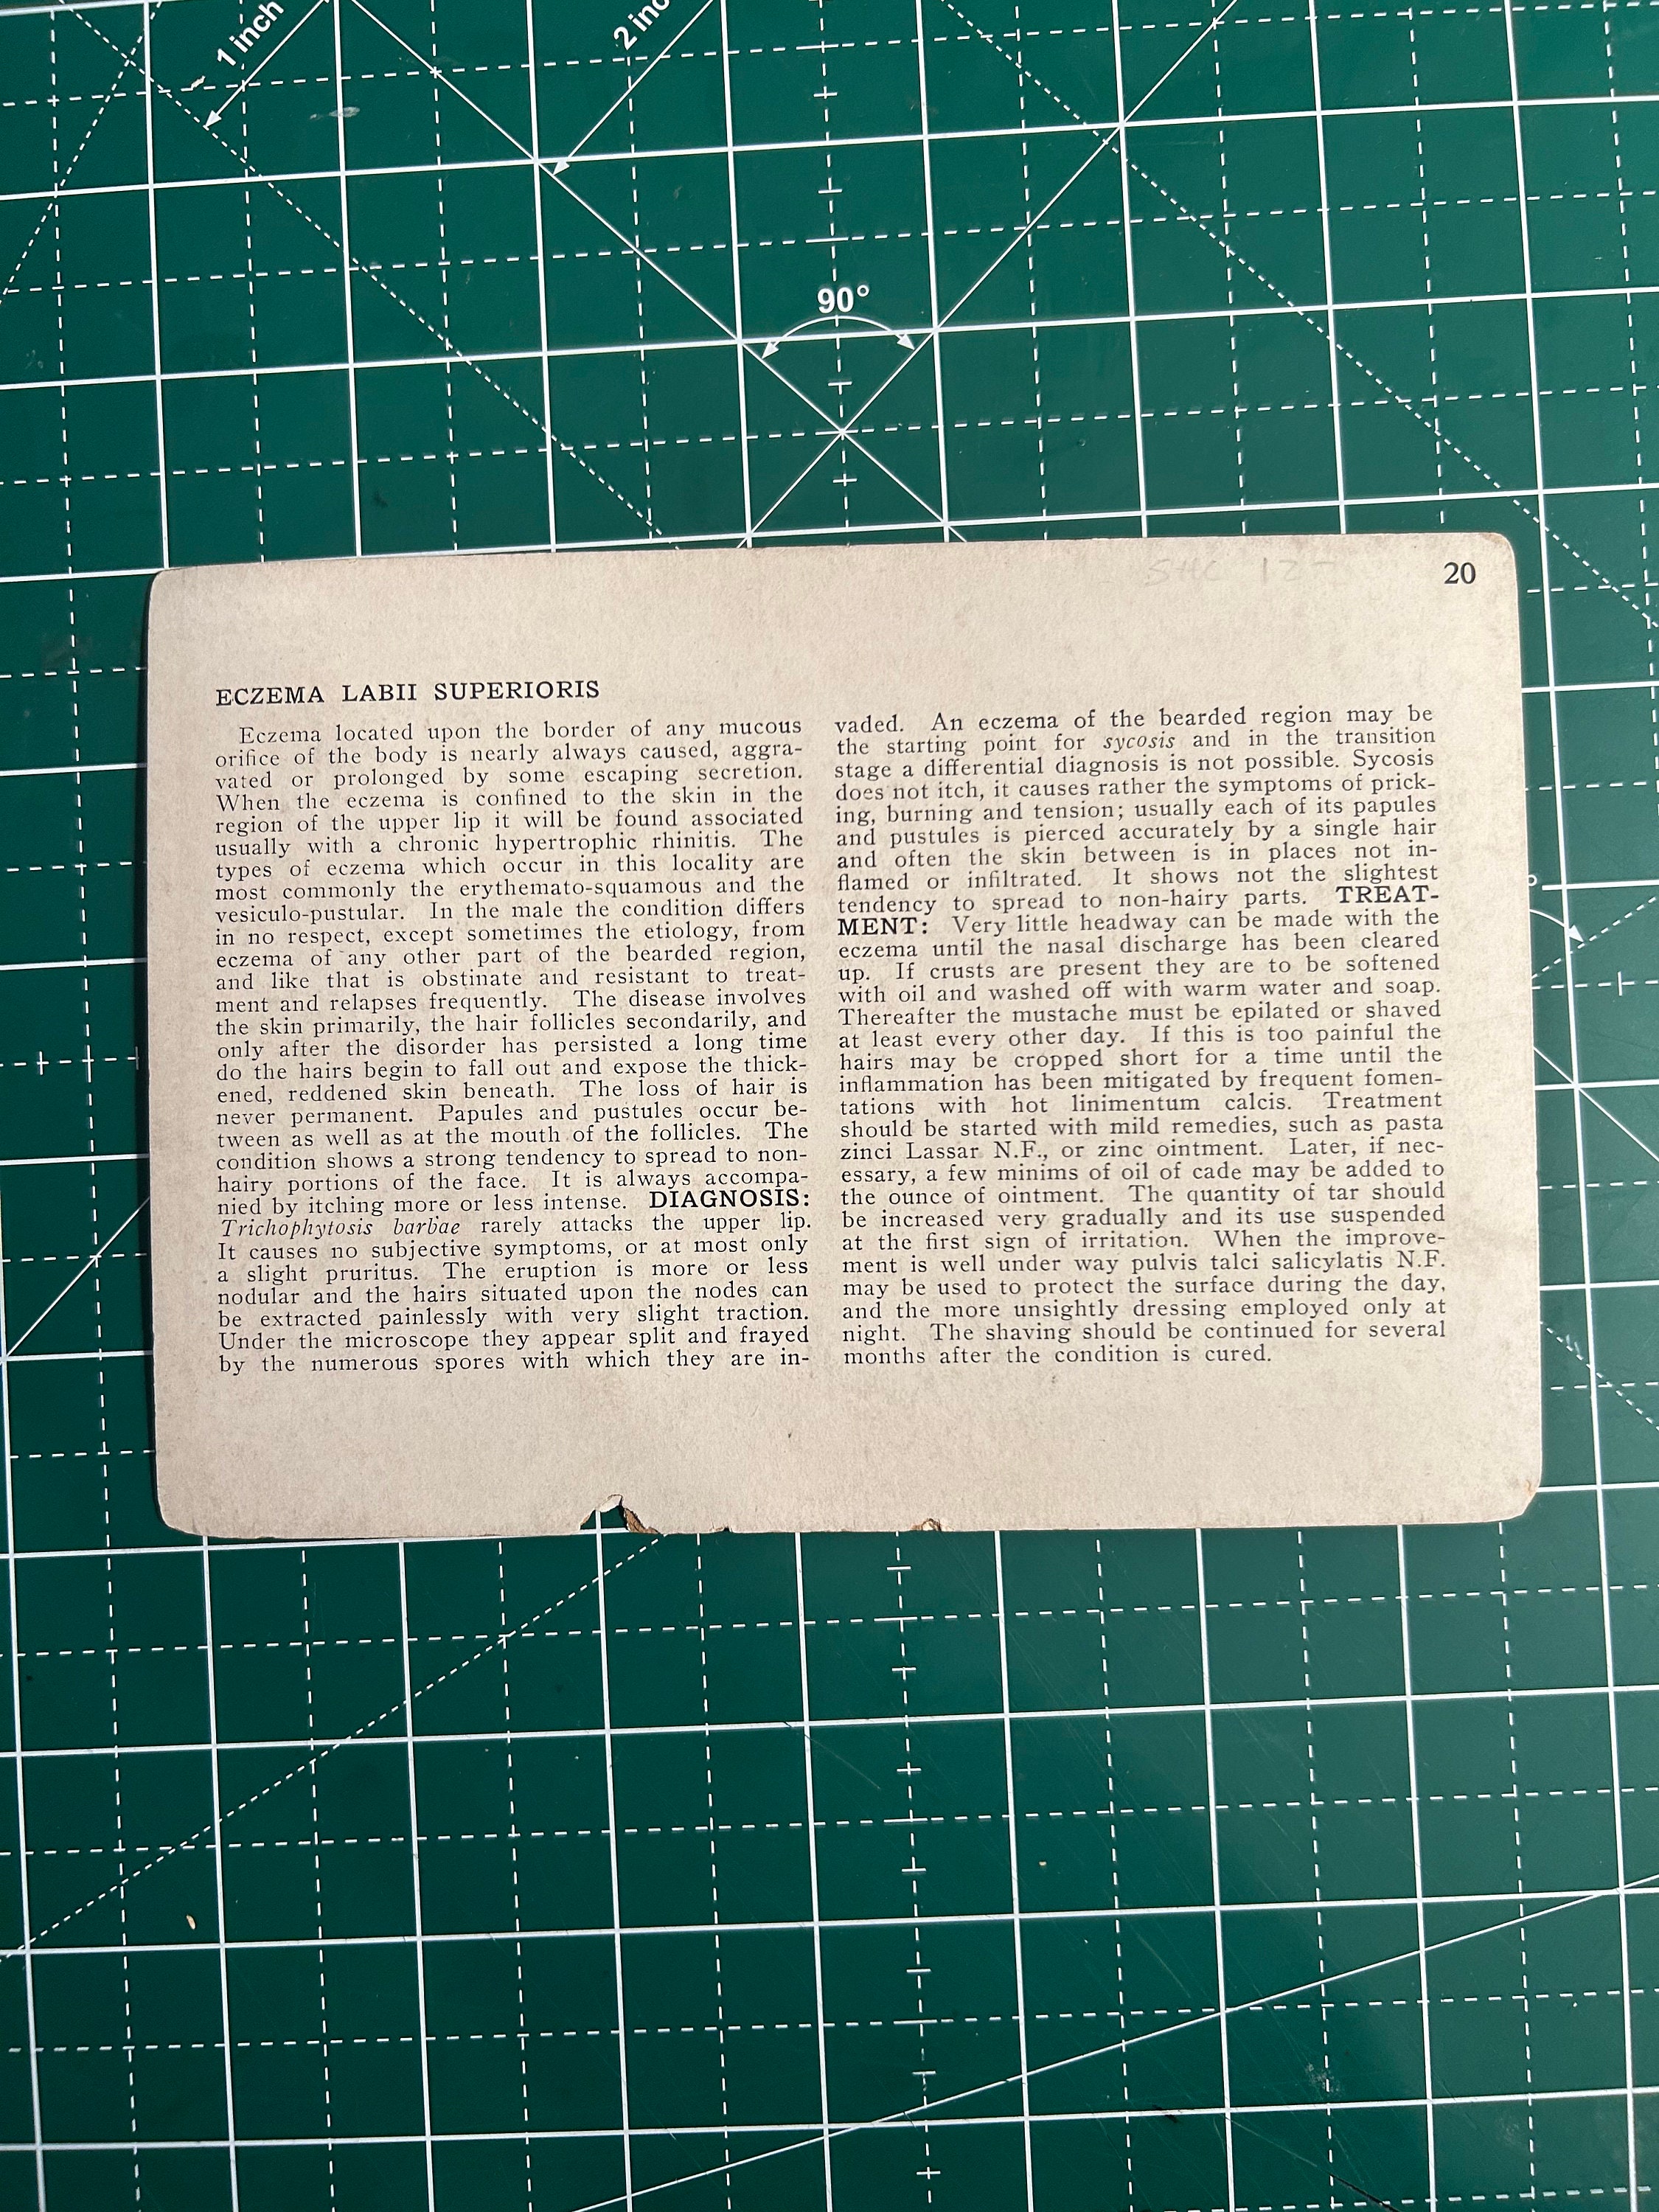 1 inch
2 inc
90°
20
ECZEMA LABII SUPERIORIS
Eczema located upon the border of any mucous
orifice of the body is nearly always caused, aggra-
vated or prolonged by some escaping secretion.
When the eczema is confined to the skin in the
region of the upper lip it will be found associated
usually with a chronic hypertrophic rhinitis. The
types of eczema which occur in this locality are
most commonly the erythemato-squamous and the
vesiculo-pustular. In the male the condition differs
in no respect, except sometimes the etiology, from
eczema of any other part of the bearded region,
and like that is obstinate and resistant to treat-
ment and relapses frequently. The disease involves
the skin primarily, the hair follicles secondarily, and
only after the disorder has persisted a long time
do the hairs begin to fall out and expose the thick-
ened, reddened skin beneath. The loss of hair is
never permanent. Papules and pustules occur be-
tween as well as at the mouth of the follicles. The
condition shows a strong tendency to spread to non-
hairy portions of the face. It is always accompa-
nied by itching more or less intense. DIAGNOSIS:
Trichophytosis barbae rarely attacks the upper lip.
It causes no subjective symptoms, or at most only
a slight pruritus. The eruption is more or less
nodular and the hairs situated upon the nodes can
be extracted painlessly with very slight traction.
Under the microscope they appear split and frayed
by the numerous spores with which they are in-
vaded. An eczema of the bearded region may be
the starting point for sycosis and in the transition
stage a differential diagnosis is not possible. Sycosis
does not itch, it causes rather the symptoms of prick-
ing, burning and tension; usually each of its papules
and pustules is pierced accurately by a single hair
and often the skin between is in places not in-
flamed or infiltrated. It shows not the slightest
tendency to spread to non-hairy parts. TREAT-
MENT: Very little headway can be made with the
eczema until the nasal discharge has been cleared
up. If crusts are present they are to be softened
with oil and washed off with warm water and soap.
Thereafter the mustache must be epilated or shaved
at least every other day. If this is too painful the
hairs may be cropped short for a time until the
inflammation has been mitigated by frequent fomen-
tations with hot linimentum calcis. Treatment
should be started with mild remedies, such as pasta
zinci Lassar N.F., or zinc ointment. Later, if nec-
essary, a few minims of oil of cade may be added to
the ounce of ointment. The quantity of tar should
be increased very gradually and its use suspended
at the first sign of irritation. When the improve-
ment is well under way pulvis talci salicylatis N.F.
may be used to protect the surface during the day,
and the more unsightly dressing employed only at
night. The shaving should be continued for several
months after the condition is cured.